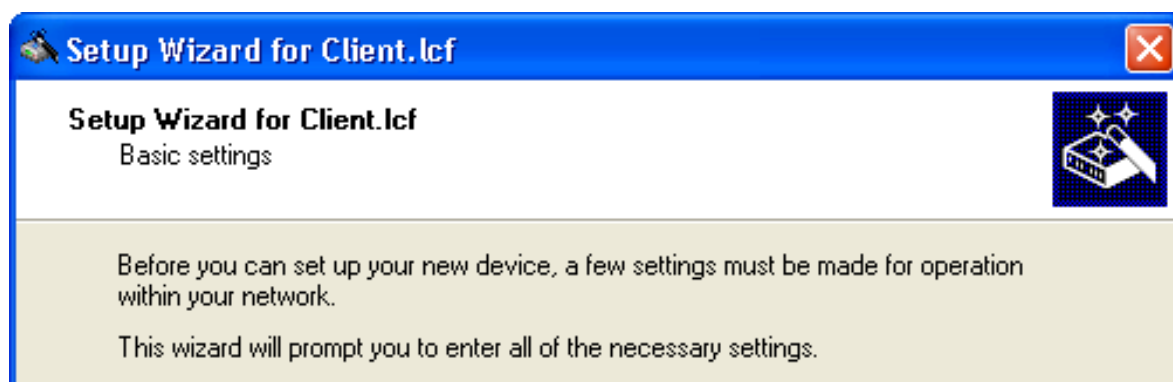 Setup Wizard for Client.lcf
Setup Wizard for Client.lcf
Basic settings
Before you can set up your new device, a few settings must be made for operation
within your network.
This wizard will prompt you to enter all of the necessary settings.